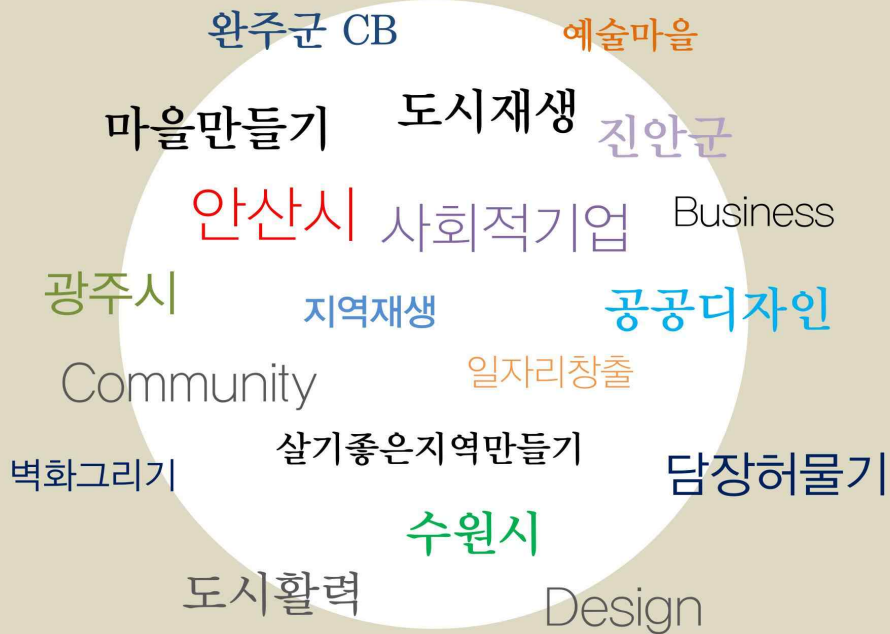 완주군 CB
예술마을
마을만들기
도시재생
진안군
안산시
사회적기업
Business
광주시
지역재생
공공디자인
Community
일자리창출
살기좋은지역만들기
벽화그리기
담장허물기
수원시
도시활력
Design